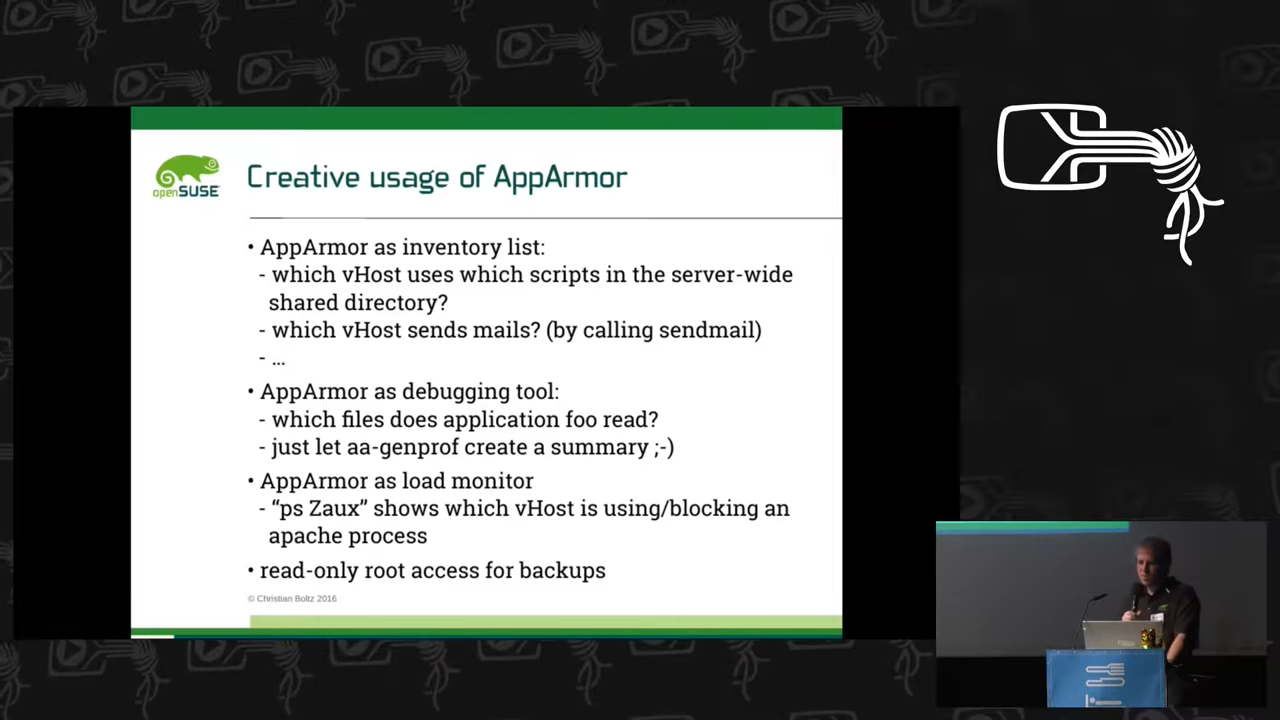 openSUSE
Creative usage of AppArmor
• AppArmor as inventory list:
- which vHost uses which scripts in the server-wide
shared directory?
- which vHost sends mails? (by calling sendmail)
- ...
• AppArmor as debugging tool:
- which files does application foo read?
- just let aa-genprof create a summary ;-)
• AppArmor as load monitor
- “ps Zaux” shows which vHost is using/blocking an
apache process
• read-only root access for backups
© Christian Boltz 2016